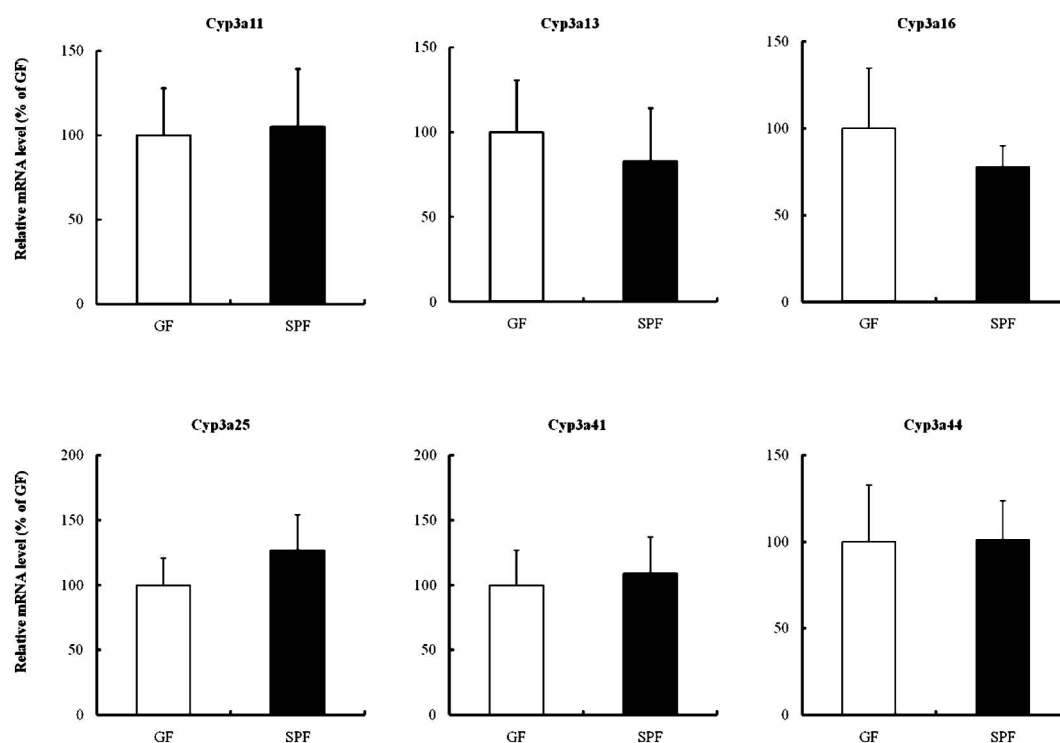 Cyp3a11
Cyp3a13
Cyp3a16
Relative mRNA level (% of GF)
150
100
50
0
GF
SPF
150
100
50
0
GF
SPF
150
100
50
0
GF
SPF
Cyp3a25
Cyp3a41
Cyp3a44
Relative mRNA level (% of GF)
200
150
100
50
0
GF
SPF
200
150
100
50
0
GF
SPF
150
100
50
0
GF
SPF